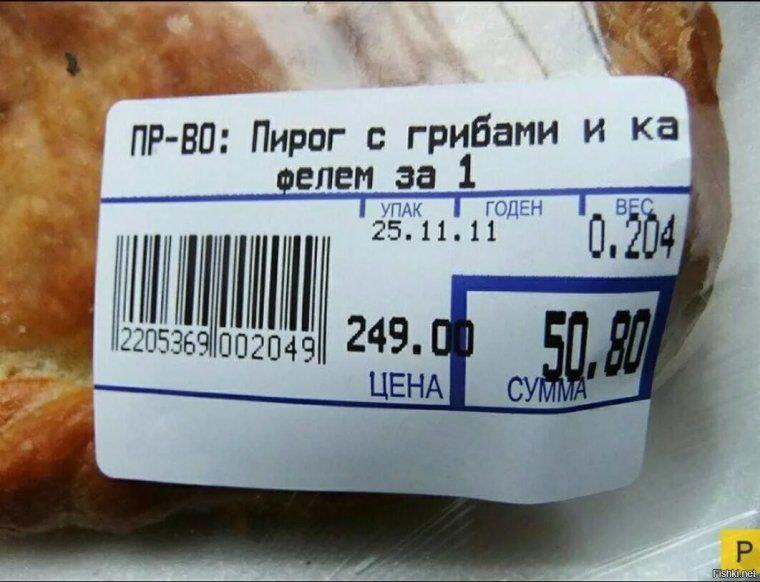 ПР-ВО: Пирог с грибами и ка
фелем за 1
УПАК ГОДЕН ВЕС
25.11.11 0.204
2205369 002049
249.00 50.80
ЦЕНА СУММА
P
Fishki.net